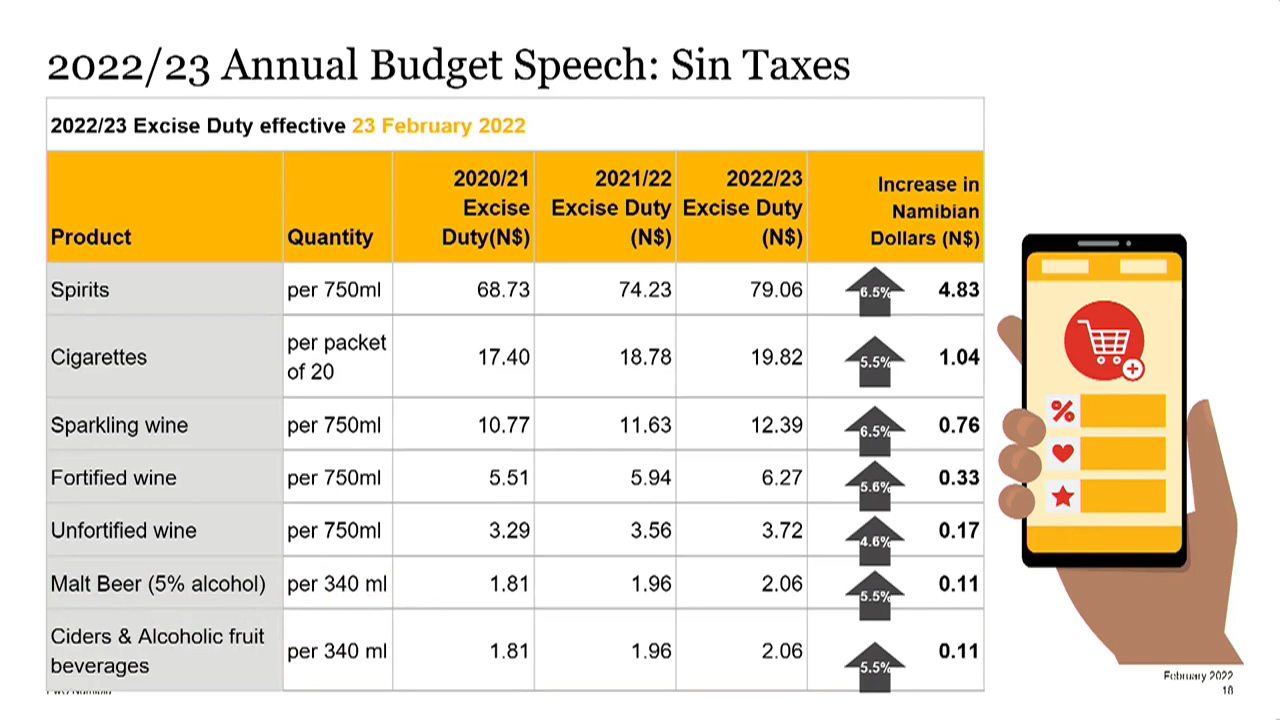 2022/23 Annual Budget Speech: Sin Taxes
2022/23 Excise Duty effective 23 February 2022
Product
Quantity
2020/21
Excise
Duty(N$)
2021/22
Excise Duty
(N$)
2022/23
Excise Duty
(N$)
Increase in
Namibian
Dollars (N$)
Spirits per 750ml 68.73 74.23 79.06 6.5% 4.83
Cigarettes per packet
of 20 17.40 18.78 19.82 5.5% 1.04
Sparkling wine per 750ml 10.77 11.63 12.39 6.5% 0.76
Fortified wine per 750ml 5.51 5.94 6.27 5.6% 0.33
Unfortified wine per 750ml 3.29 3.56 3.72 4.6% 0.17
Malt Beer (5% alcohol) per 340 ml 1.81 1.96 2.06 5.5% 0.11
Ciders & Alcoholic fruit
beverages per 340 ml 1.81 1.96 2.06 5.5% 0.11
%
February 2022
18